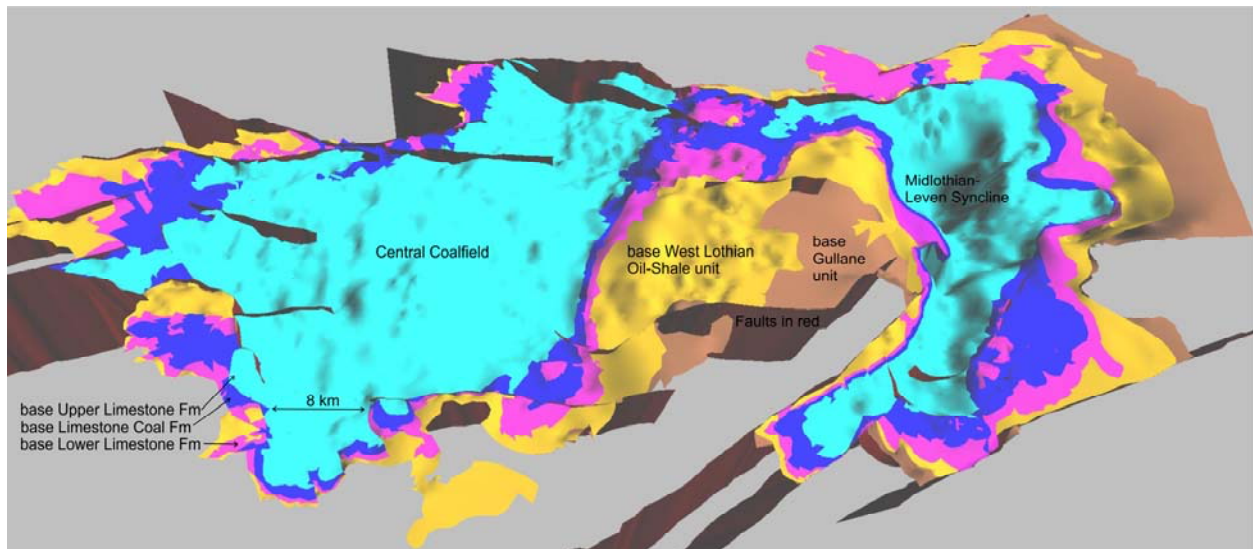 Midlothian-
Leven Syncline
Central Coalfield
base West Lothian
Oil-Shale unit
base
Gullane
unit
Faults in red
8 km
base Upper Limestone Fm
base Limestone Coal Fm
base Lower Limestone Fm